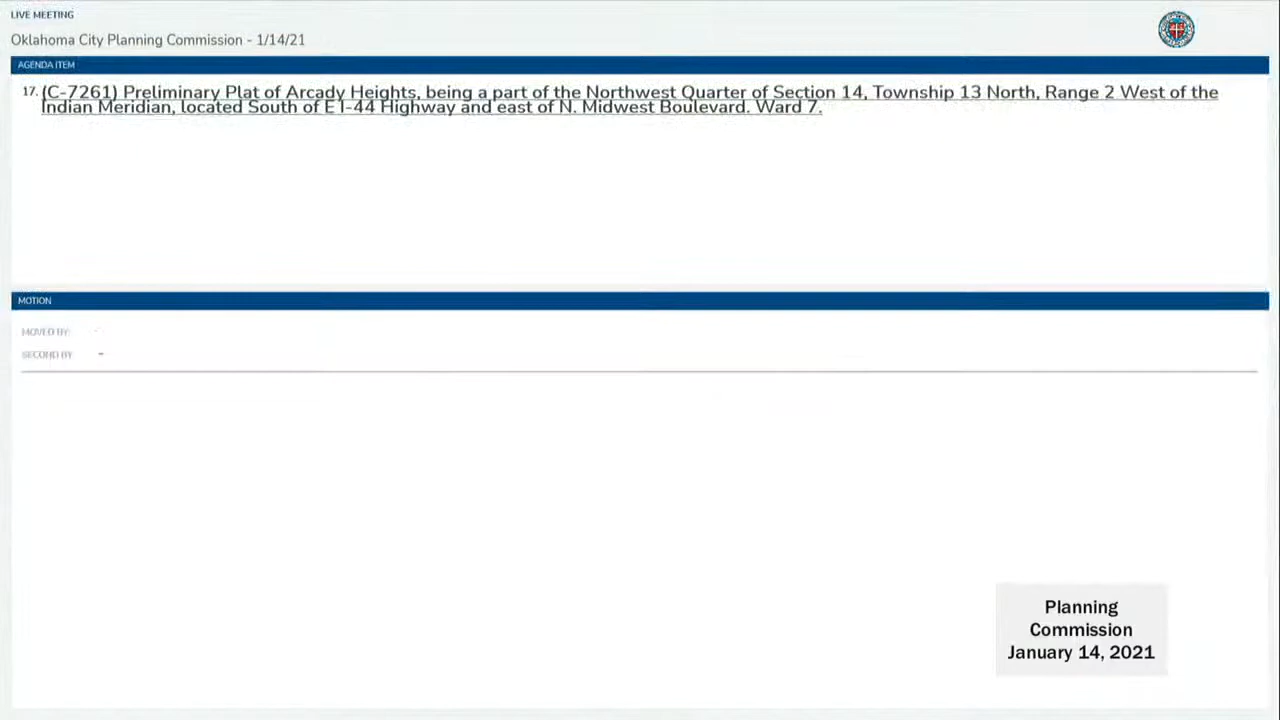 LIVE MEETING
Oklahoma City Planning Commission - 1/14/21
AGENDA ITEM
17. (C-7261) Preliminary Plat of Arcady Heights, being a part of the Northwest Quarter of Section 14, Township 13 North, Range 2 West of the
Indian Meridian, located South of E I-44 Highway and east of N. Midwest Boulevard. Ward 7.
MOTION
MOVED BY: -
SECOND BY -
Planning
Commission
January 14, 2021